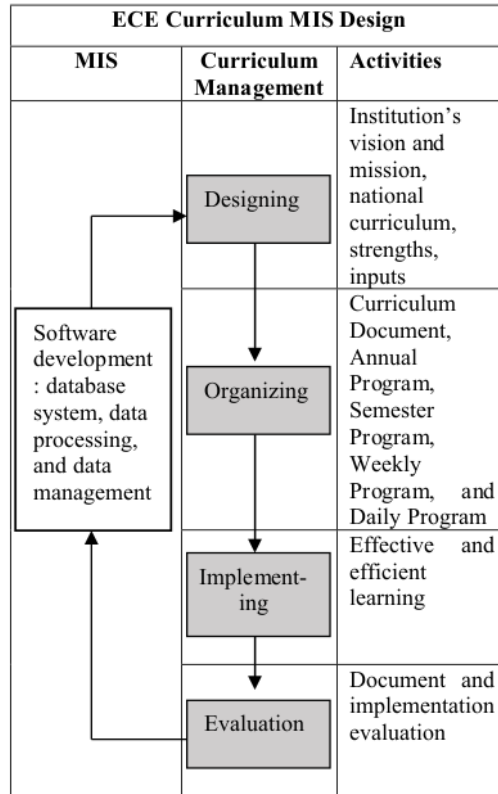 ECE Curriculum MIS Design
MIS
Curriculum
Management
Activities
Software
development
: database
system, data
processing,
and data
management
Designing
Institution's
vision and
mission,
national
curriculum,
strengths,
inputs
Organizing
Curriculum
Document,
Annual
Program,
Semester
Program,
Weekly
Program, and
Daily Program
Implement-
ing
Effective and
efficient
learning
Evaluation
Document and
implementation
evaluation